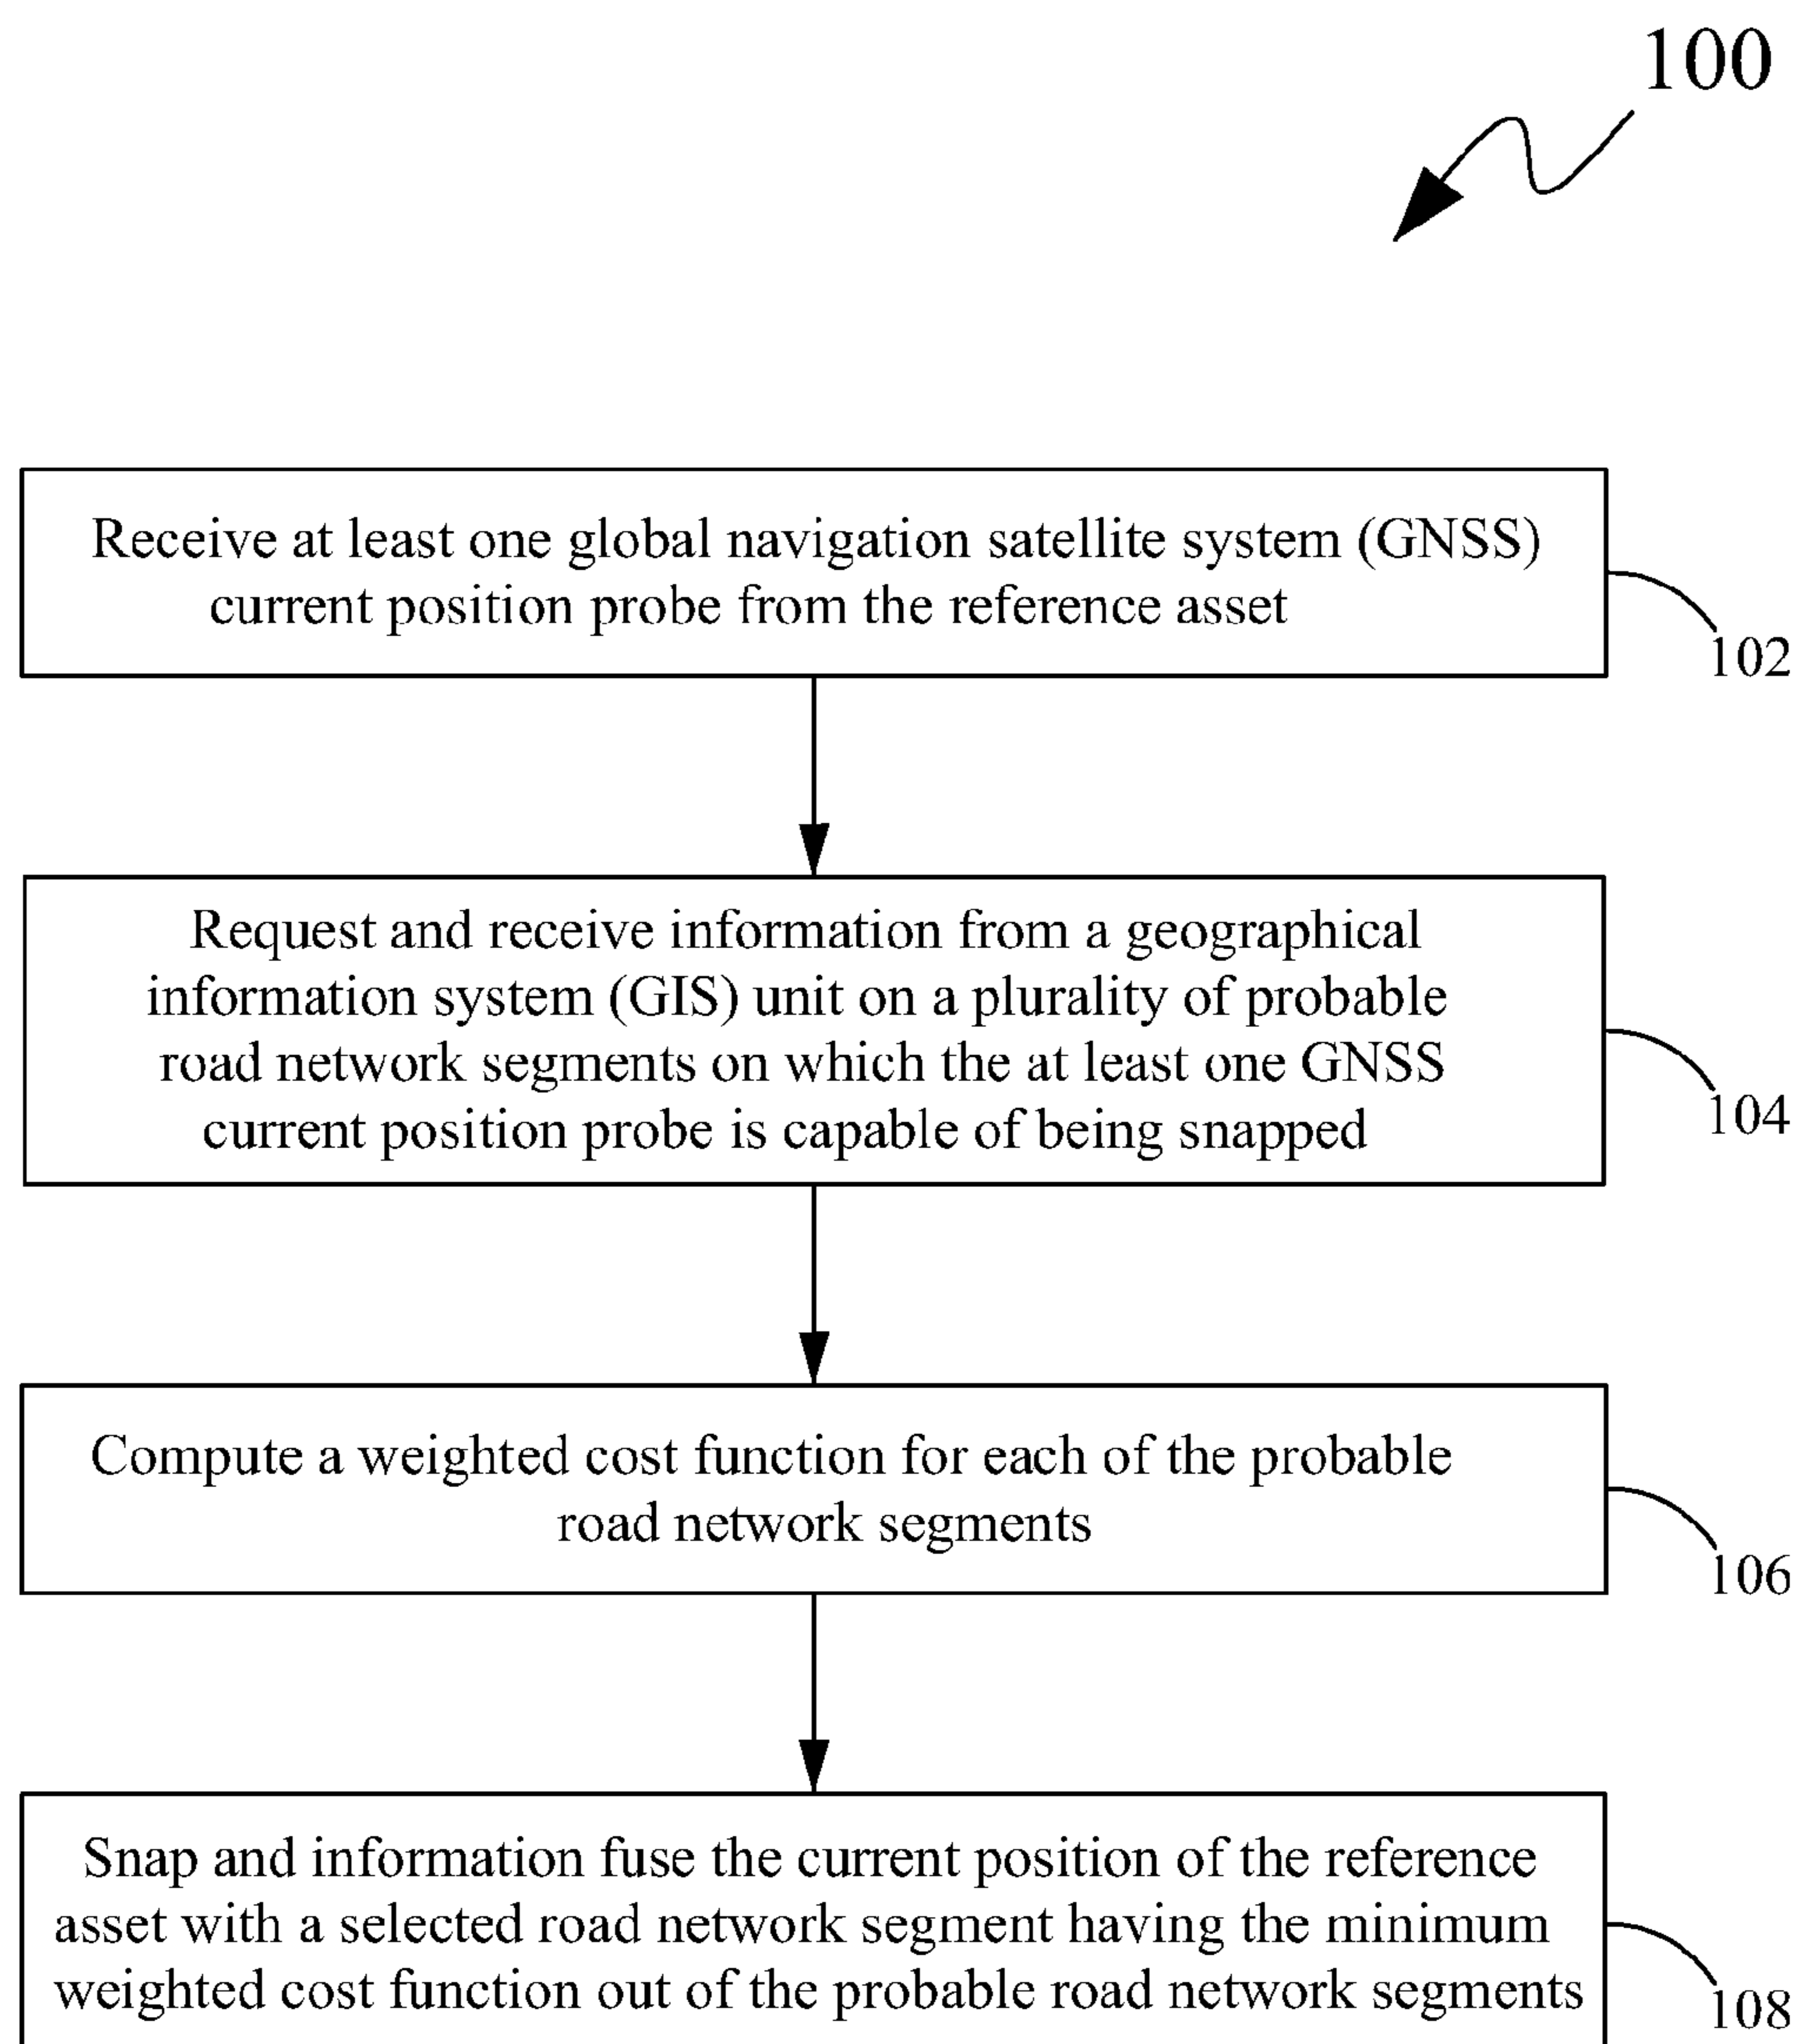 100
Receive at least one global navigation satellite system (GNSS)
current position probe from the reference asset
102
Request and receive information from a geographical
information system (GIS) unit on a plurality of probable
road network segments on which the at least one GNSS
current position probe is capable of being snapped
104
Compute a weighted cost function for each of the probable
road network segments
106
Snap and information fuse the current position of the reference
asset with a selected road network segment having the minimum
weighted cost function out of the probable road network segments
108